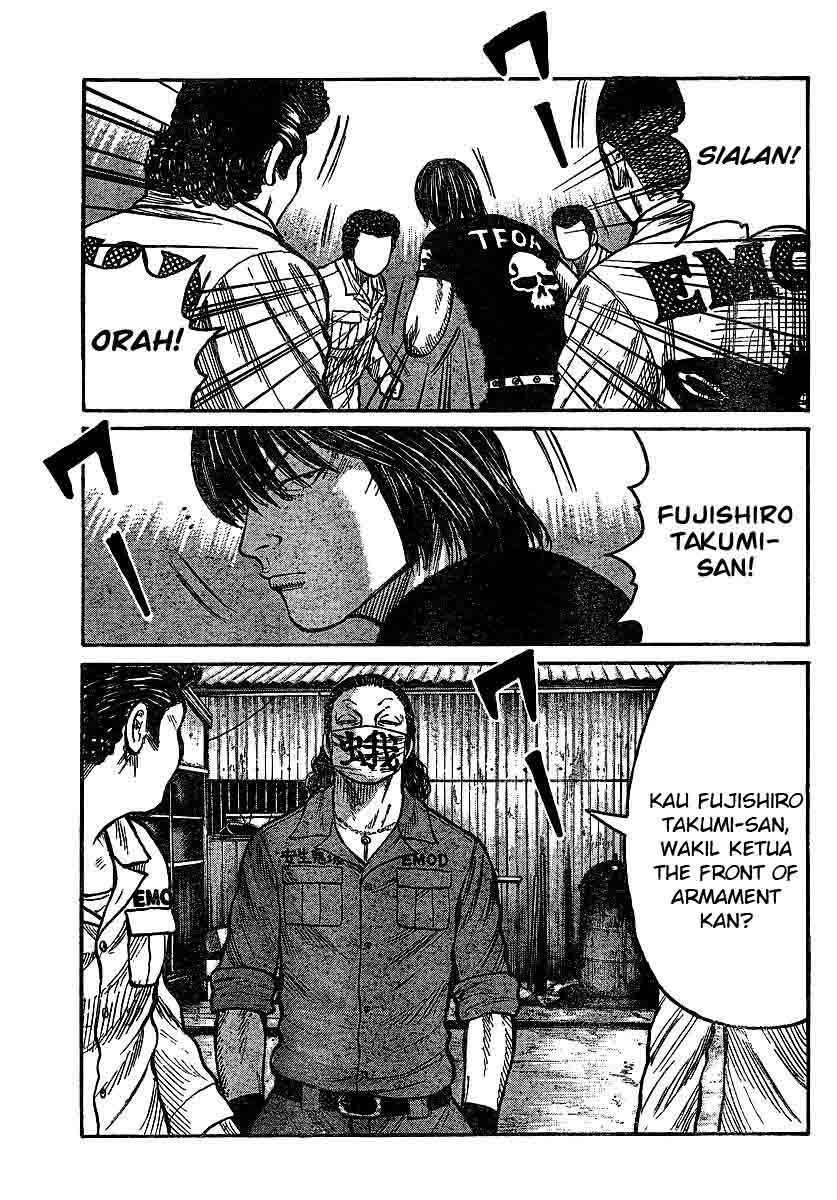 SIALAN!
TFOA
EMO
ORAH!
FUJISHIRO
TAKUMI-
SAN!
KAU FUJISHIRO
TAKUMI-SAN,
WAKIL KETUA
THE FRONT OF
ARMAMENT
KAN?
EMOD
EMO